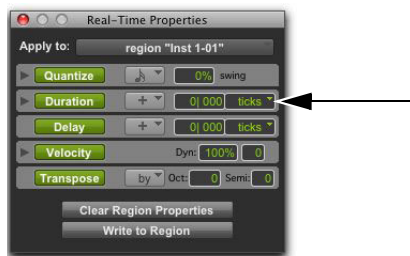 Real-Time Properties
Apply to: region "Inst 1-01"
Quantize 0% swing
Duration + 0| 000 ticks
Delay + 0| 000 ticks
Velocity Dyn: 100% 0
Transpose by Oct: 0 Semi: 0
Clear Region Properties
Write to Region